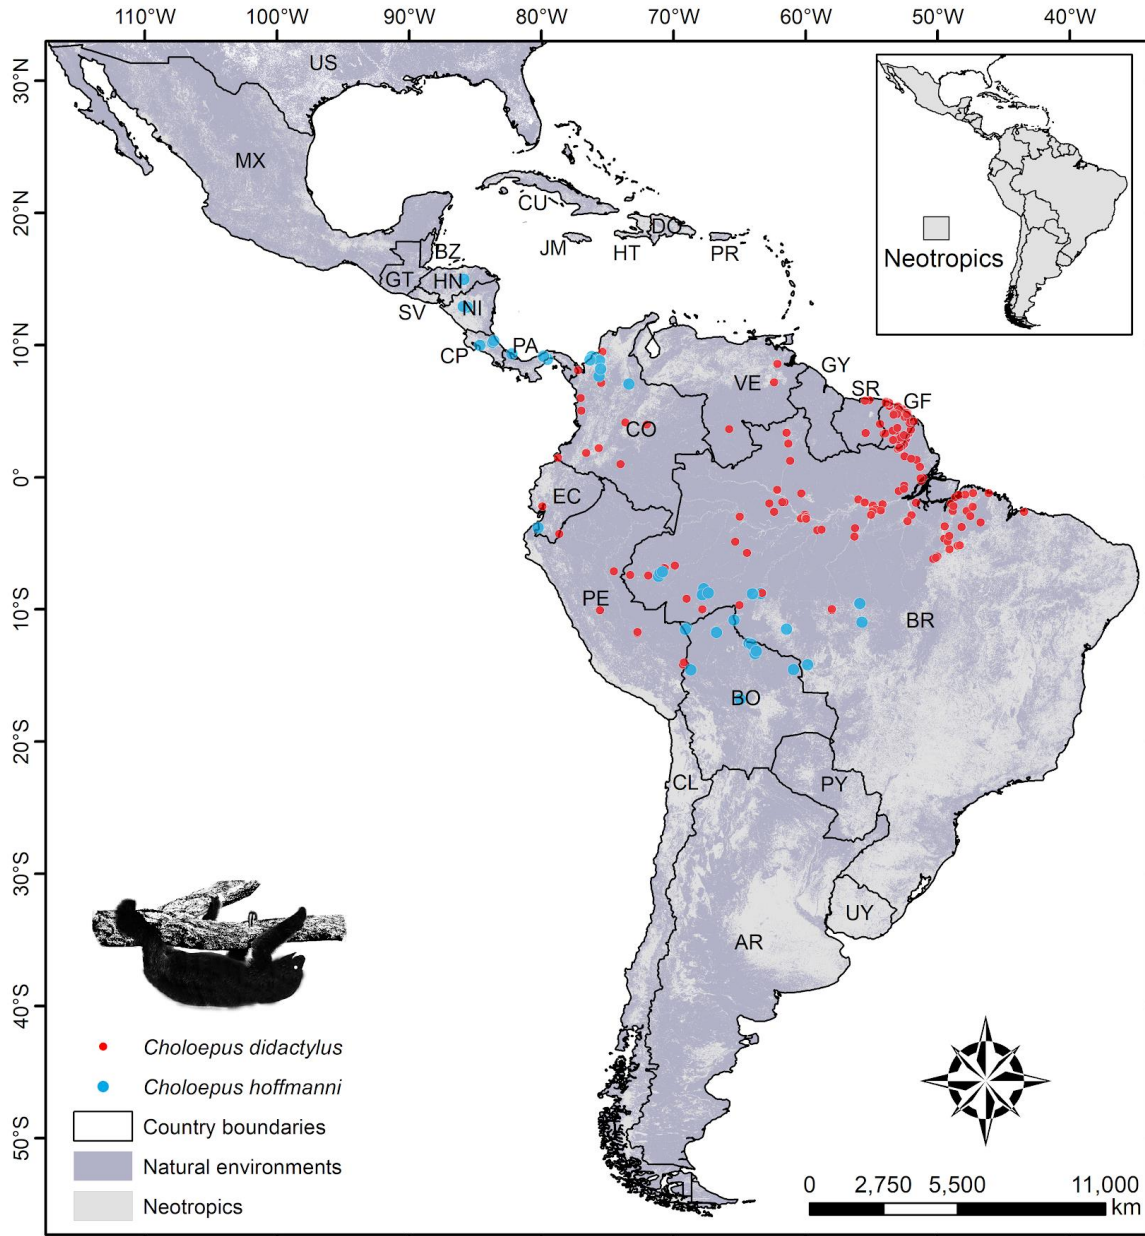 110°W 100°W 90°W 80°W 70°W 60°W 50°W 40°W
30°N
20°N
10°N
0°
10°S
20°S
30°S
40°S
50°S
US
MX
CU
DO
JM
HT
PR
BZ
GT
HN
SV
NI
CP
PA
VE
GY
SR
GF
CO
EC
PE
BR
BO
CL
PY
UY
AR
Neotropics
Choloepus didactylus
Choloepus hoffmanni
Country boundaries
Natural environments
Neotropics
0 2,750 5,500 11,000
km